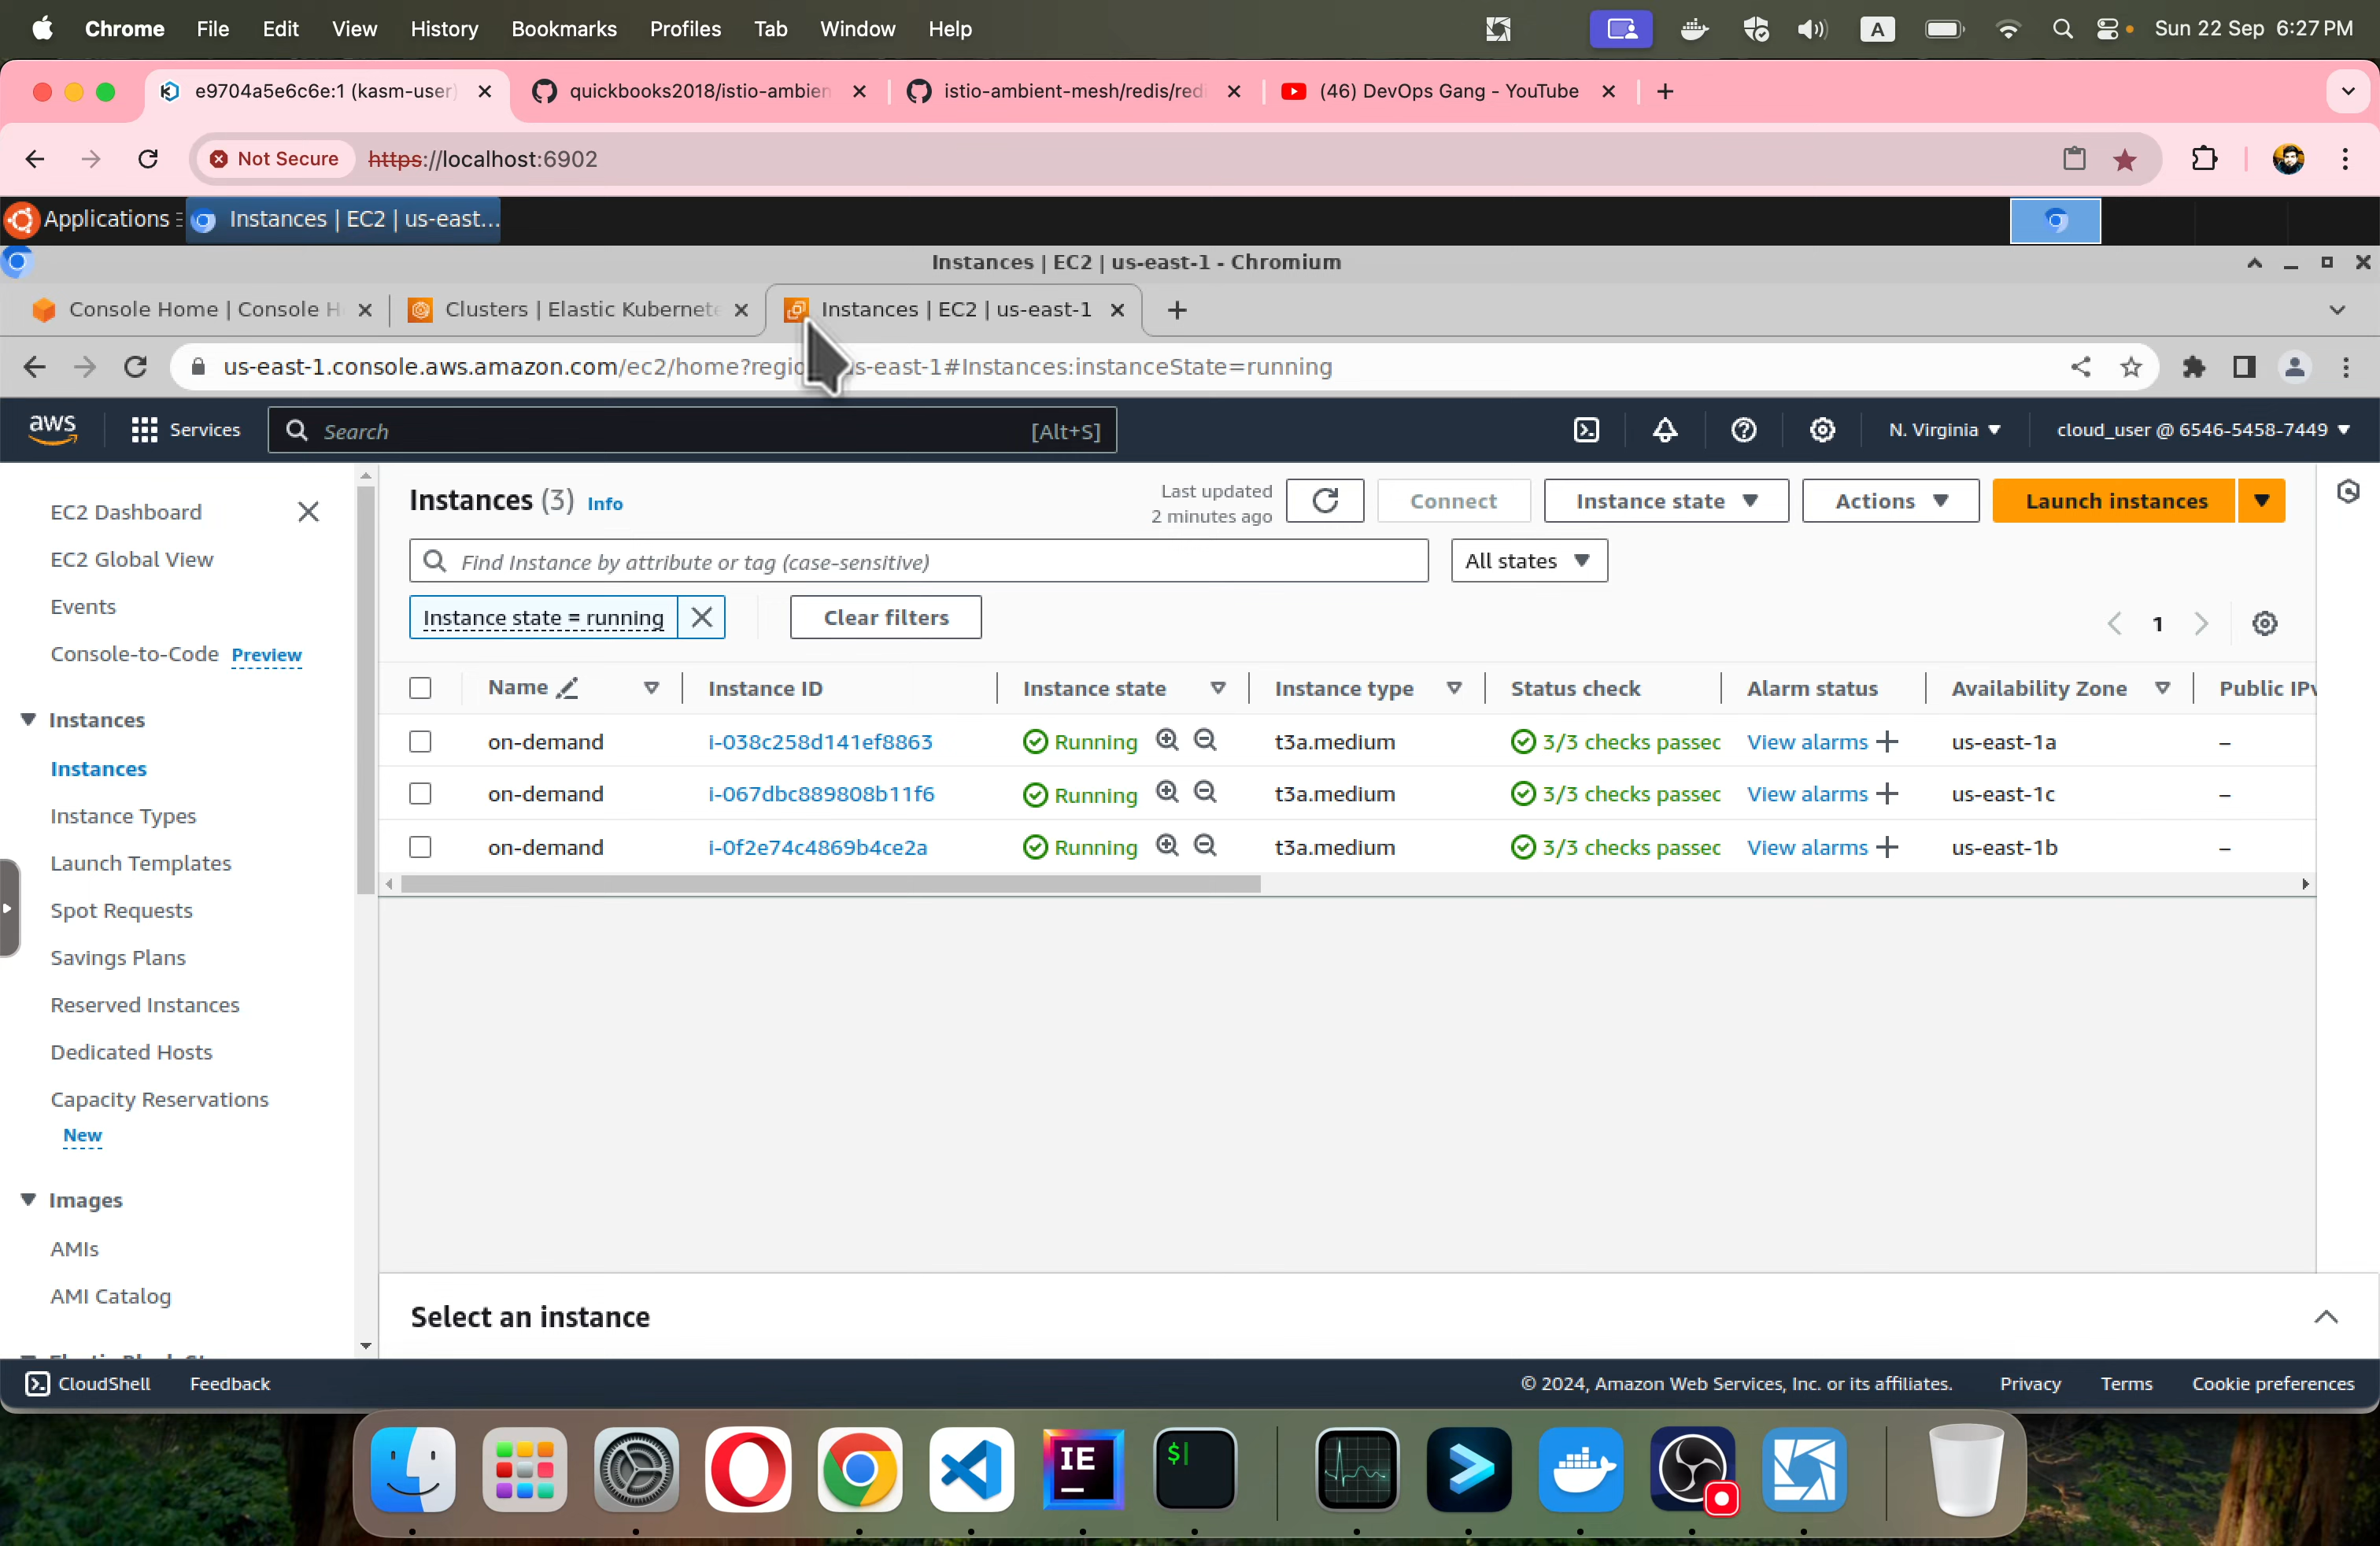 Chrome File Edit View History Bookmarks Profiles Tab Window Help A Sun 22 Sep 6:27 PM
e9704a5e6c6e:1 (kasm-user) quickbooks2018/istio-ambien istio-ambient-mesh/redis/redi (46) DevOps Gang - YouTube
Not Secure https://localhost:6902
Applications Instances | EC2 | us-east...
Instances | EC2 | us-east-1 - Chromium
Console Home | Console H Clusters | Elastic Kubernete Instances | EC2 | us-east-1
us-east-1.console.aws.amazon.com/ec2/home?regio s-east-1#Instances:instanceState=running
aws Services Search [Alt+S] N. Virginia cloud_user @ 6546-5458-7449
EC2 Dashboard
EC2 Global View
Events
Console-to-Code Preview
Instances
Instances
Instance Types
Launch Templates
Spot Requests
Savings Plans
Reserved Instances
Dedicated Hosts
Capacity Reservations
New
Images
AMIs
AMI Catalog
Instances (3) Info
Last updated
2 minutes ago
Connect Instance state Actions Launch instances
Find Instance by attribute or tag (case-sensitive) All states
Instance state = running Clear filters 1
Name Instance ID Instance state Instance type Status check Alarm status Availability Zone Public IPv
on-demand i-038c258d141ef8863 Running t3a.medium 3/3 checks passec View alarms + us-east-1a –
on-demand i-067dbc889808b11f6 Running t3a.medium 3/3 checks passec View alarms + us-east-1c –
on-demand i-0f2e74c4869b4ce2a Running t3a.medium 3/3 checks passec View alarms + us-east-1b –
Select an instance
CloudShell Feedback © 2024, Amazon Web Services, Inc. or its affiliates. Privacy Terms Cookie preferences
IE $